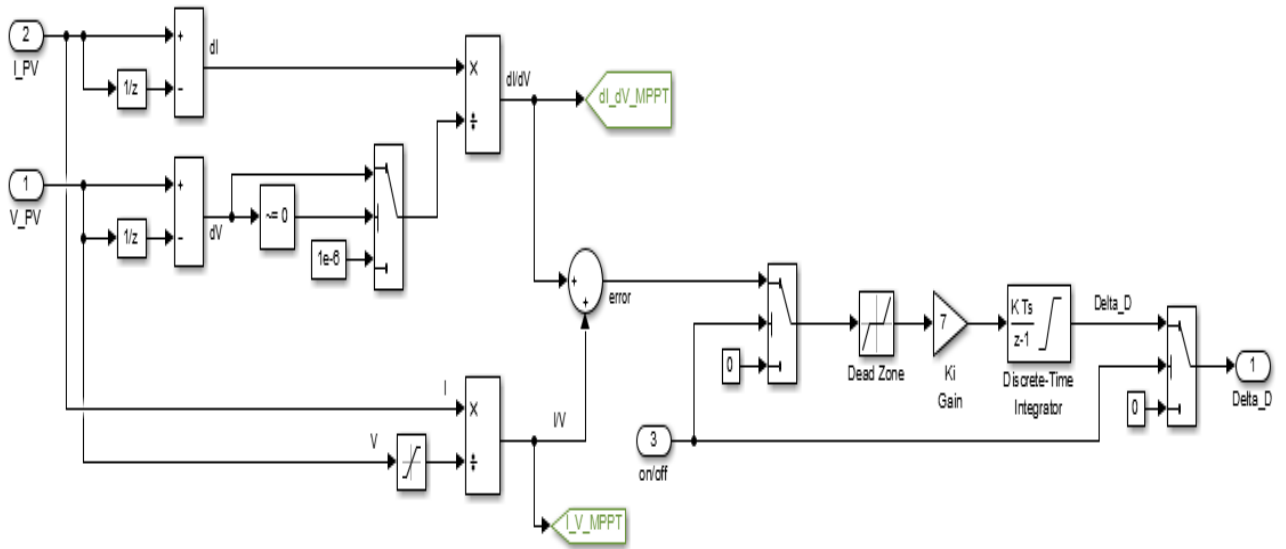 2
I_PV
+
-
1/z
dI
×
÷
dI/dV
dI_dV_MPPT
1
V_PV
+
-
1/z
dV
~= 0
1e-6
+
+
error
I
V
×
÷
I/V
I_V_MPPT
3
on/off
0
Dead Zone
7
Ki
Gain
K Ts
z-1
Discrete-Time
Integrator
Delta_D
0
1
Delta_D